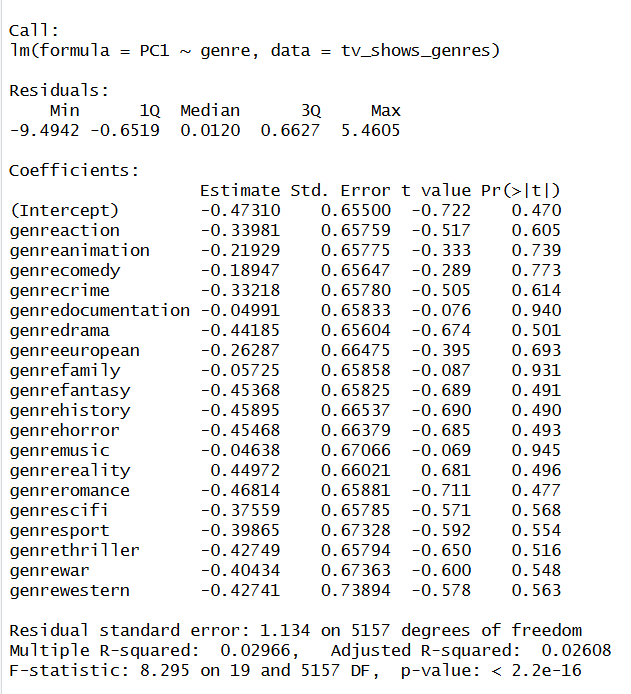 Call:
lm(formula = PC1 ~ genre, data = tv_shows_genres)
Residuals:
Min 1Q Median 3Q Max
-9.4942 -0.6519 0.0120 0.6627 5.4605
Coefficients:
Estimate Std. Error t value Pr(>|t|)
(Intercept) -0.47310 0.65500 -0.722 0.470
genreaction -0.33981 0.65759 -0.517 0.605
genreanimation -0.21929 0.65775 -0.333 0.739
genrecomedy -0.18947 0.65647 -0.289 0.773
genrecrime -0.33218 0.65780 -0.505 0.614
genredocumentation -0.04991 0.65833 -0.076 0.940
genredrama -0.44185 0.65604 -0.674 0.501
genreeuropean -0.26287 0.66475 -0.395 0.693
genrefamily -0.05725 0.65858 -0.087 0.931
genrefantasy -0.45368 0.65825 -0.689 0.491
genrehistory -0.45895 0.66537 -0.690 0.490
genrehorror -0.45468 0.66379 -0.685 0.493
genremusic -0.04638 0.67066 -0.069 0.945
genrereality 0.44972 0.66021 0.681 0.496
genreromance -0.46814 0.65881 -0.711 0.477
genrescifi -0.37559 0.65785 -0.571 0.568
genresport -0.39865 0.67328 -0.592 0.554
genrethriller -0.42749 0.65794 -0.650 0.516
genrewar -0.40434 0.67363 -0.600 0.548
genrewestern -0.42741 0.73894 -0.578 0.563
Residual standard error: 1.134 on 5157 degrees of freedom
Multiple R-squared: 0.02966, Adjusted R-squared: 0.02608
F-statistic: 8.295 on 19 and 5157 DF, p-value: < 2.2e-16